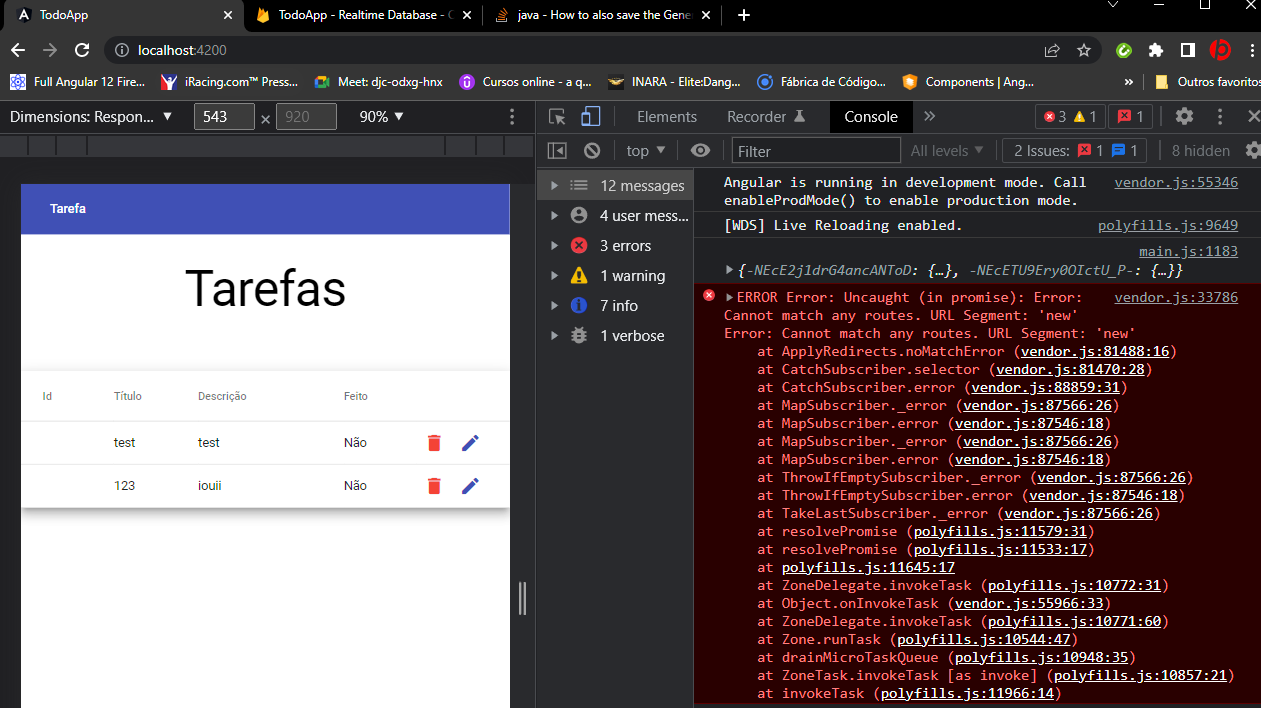 TodoApp
TodoApp - Realtime Database -
java - How to also save the Gene
localhost:4200
Full Angular 12 Fire...
iRacing.com™ Press...
Meet: djc-odxg-hnx
Cursos online - a q...
INARA - Elite:Dang...
Fábrica de Código...
Components | Ang...
»
Outros favoritos
Dimensions: Respon... ▼
543
×
920
90% ▼
Elements
Recorder
Console
»
3
1
1
top ▼
Filter
All levels ▼
2 Issues:
1
1
8 hidden
12 messages
4 user mess...
3 errors
1 warning
7 info
1 verbose
Tarefa
Tarefas
Id Título Descrição Feito
test test Não
123 iouii Não
Angular is running in development mode. Call vendor.js:55346
enableProdMode() to enable production mode.
[WDS] Live Reloading enabled. polyfills.js:9649
main.js:1183
{-NEcE2j1drG4ancANToD: {…}, -NEcETU9Ery0OIctU_P-: {…}}
ERROR Error: Uncaught (in promise): Error: vendor.js:33786
Cannot match any routes. URL Segment: 'new'
Error: Cannot match any routes. URL Segment: 'new'
at ApplyRedirects.noMatchError (vendor.js:81488:16)
at CatchSubscriber.selector (vendor.js:81470:28)
at CatchSubscriber.error (vendor.js:88859:31)
at MapSubscriber._error (vendor.js:87566:26)
at MapSubscriber.error (vendor.js:87546:18)
at MapSubscriber._error (vendor.js:87566:26)
at MapSubscriber.error (vendor.js:87546:18)
at ThrowIfEmptySubscriber._error (vendor.js:87566:26)
at ThrowIfEmptySubscriber.error (vendor.js:87546:18)
at TakeLastSubscriber._error (vendor.js:87566:26)
at resolvePromise (polyfills.js:11579:31)
at resolvePromise (polyfills.js:11533:17)
at polyfills.js:11645:17
at ZoneDelegate.invokeTask (polyfills.js:10772:31)
at Object.onInvokeTask (vendor.js:55966:33)
at ZoneDelegate.invokeTask (polyfills.js:10771:60)
at Zone.runTask (polyfills.js:10544:47)
at drainMicroTaskQueue (polyfills.js:10948:35)
at ZoneTask.invokeTask [as invoke] (polyfills.js:10857:21)
at invokeTask (polyfills.js:11966:14)